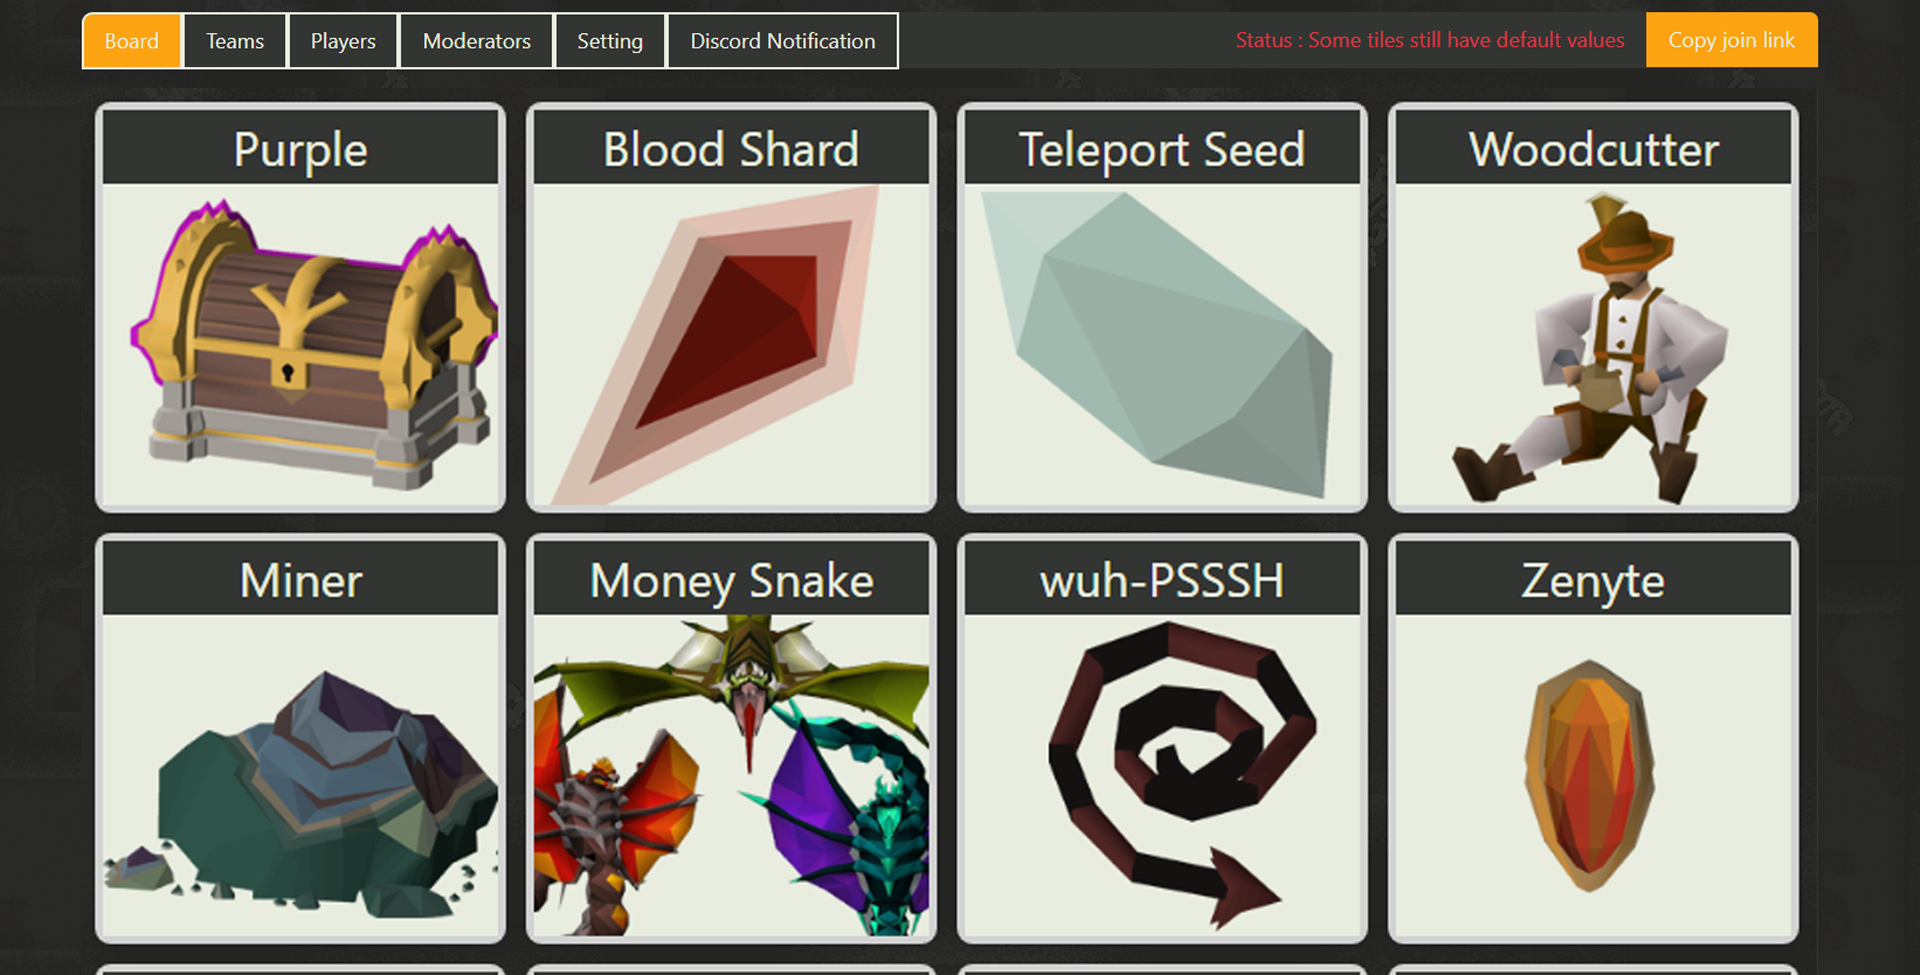 Board Teams Players Moderators Setting Discord Notification Status : Some tiles still have default values Copy join link
Purple Blood Shard Teleport Seed Woodcutter
Miner Money Snake wuh-PSSSH Zenyte